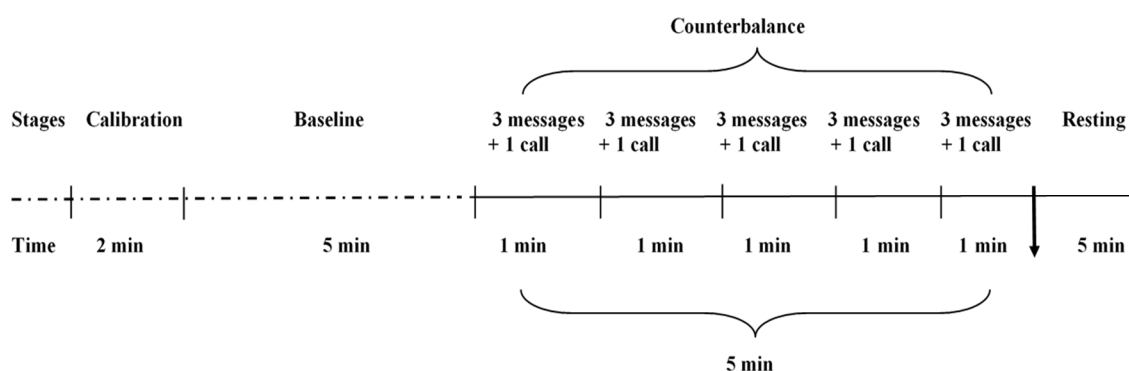 Counterbalance
Stages Calibration Baseline 3 messages 3 messages 3 messages 3 messages 3 messages Resting
+ 1 call + 1 call + 1 call + 1 call + 1 call
Time 2 min 5 min 1 min 1 min 1 min 1 min 1 min 5 min
5 min